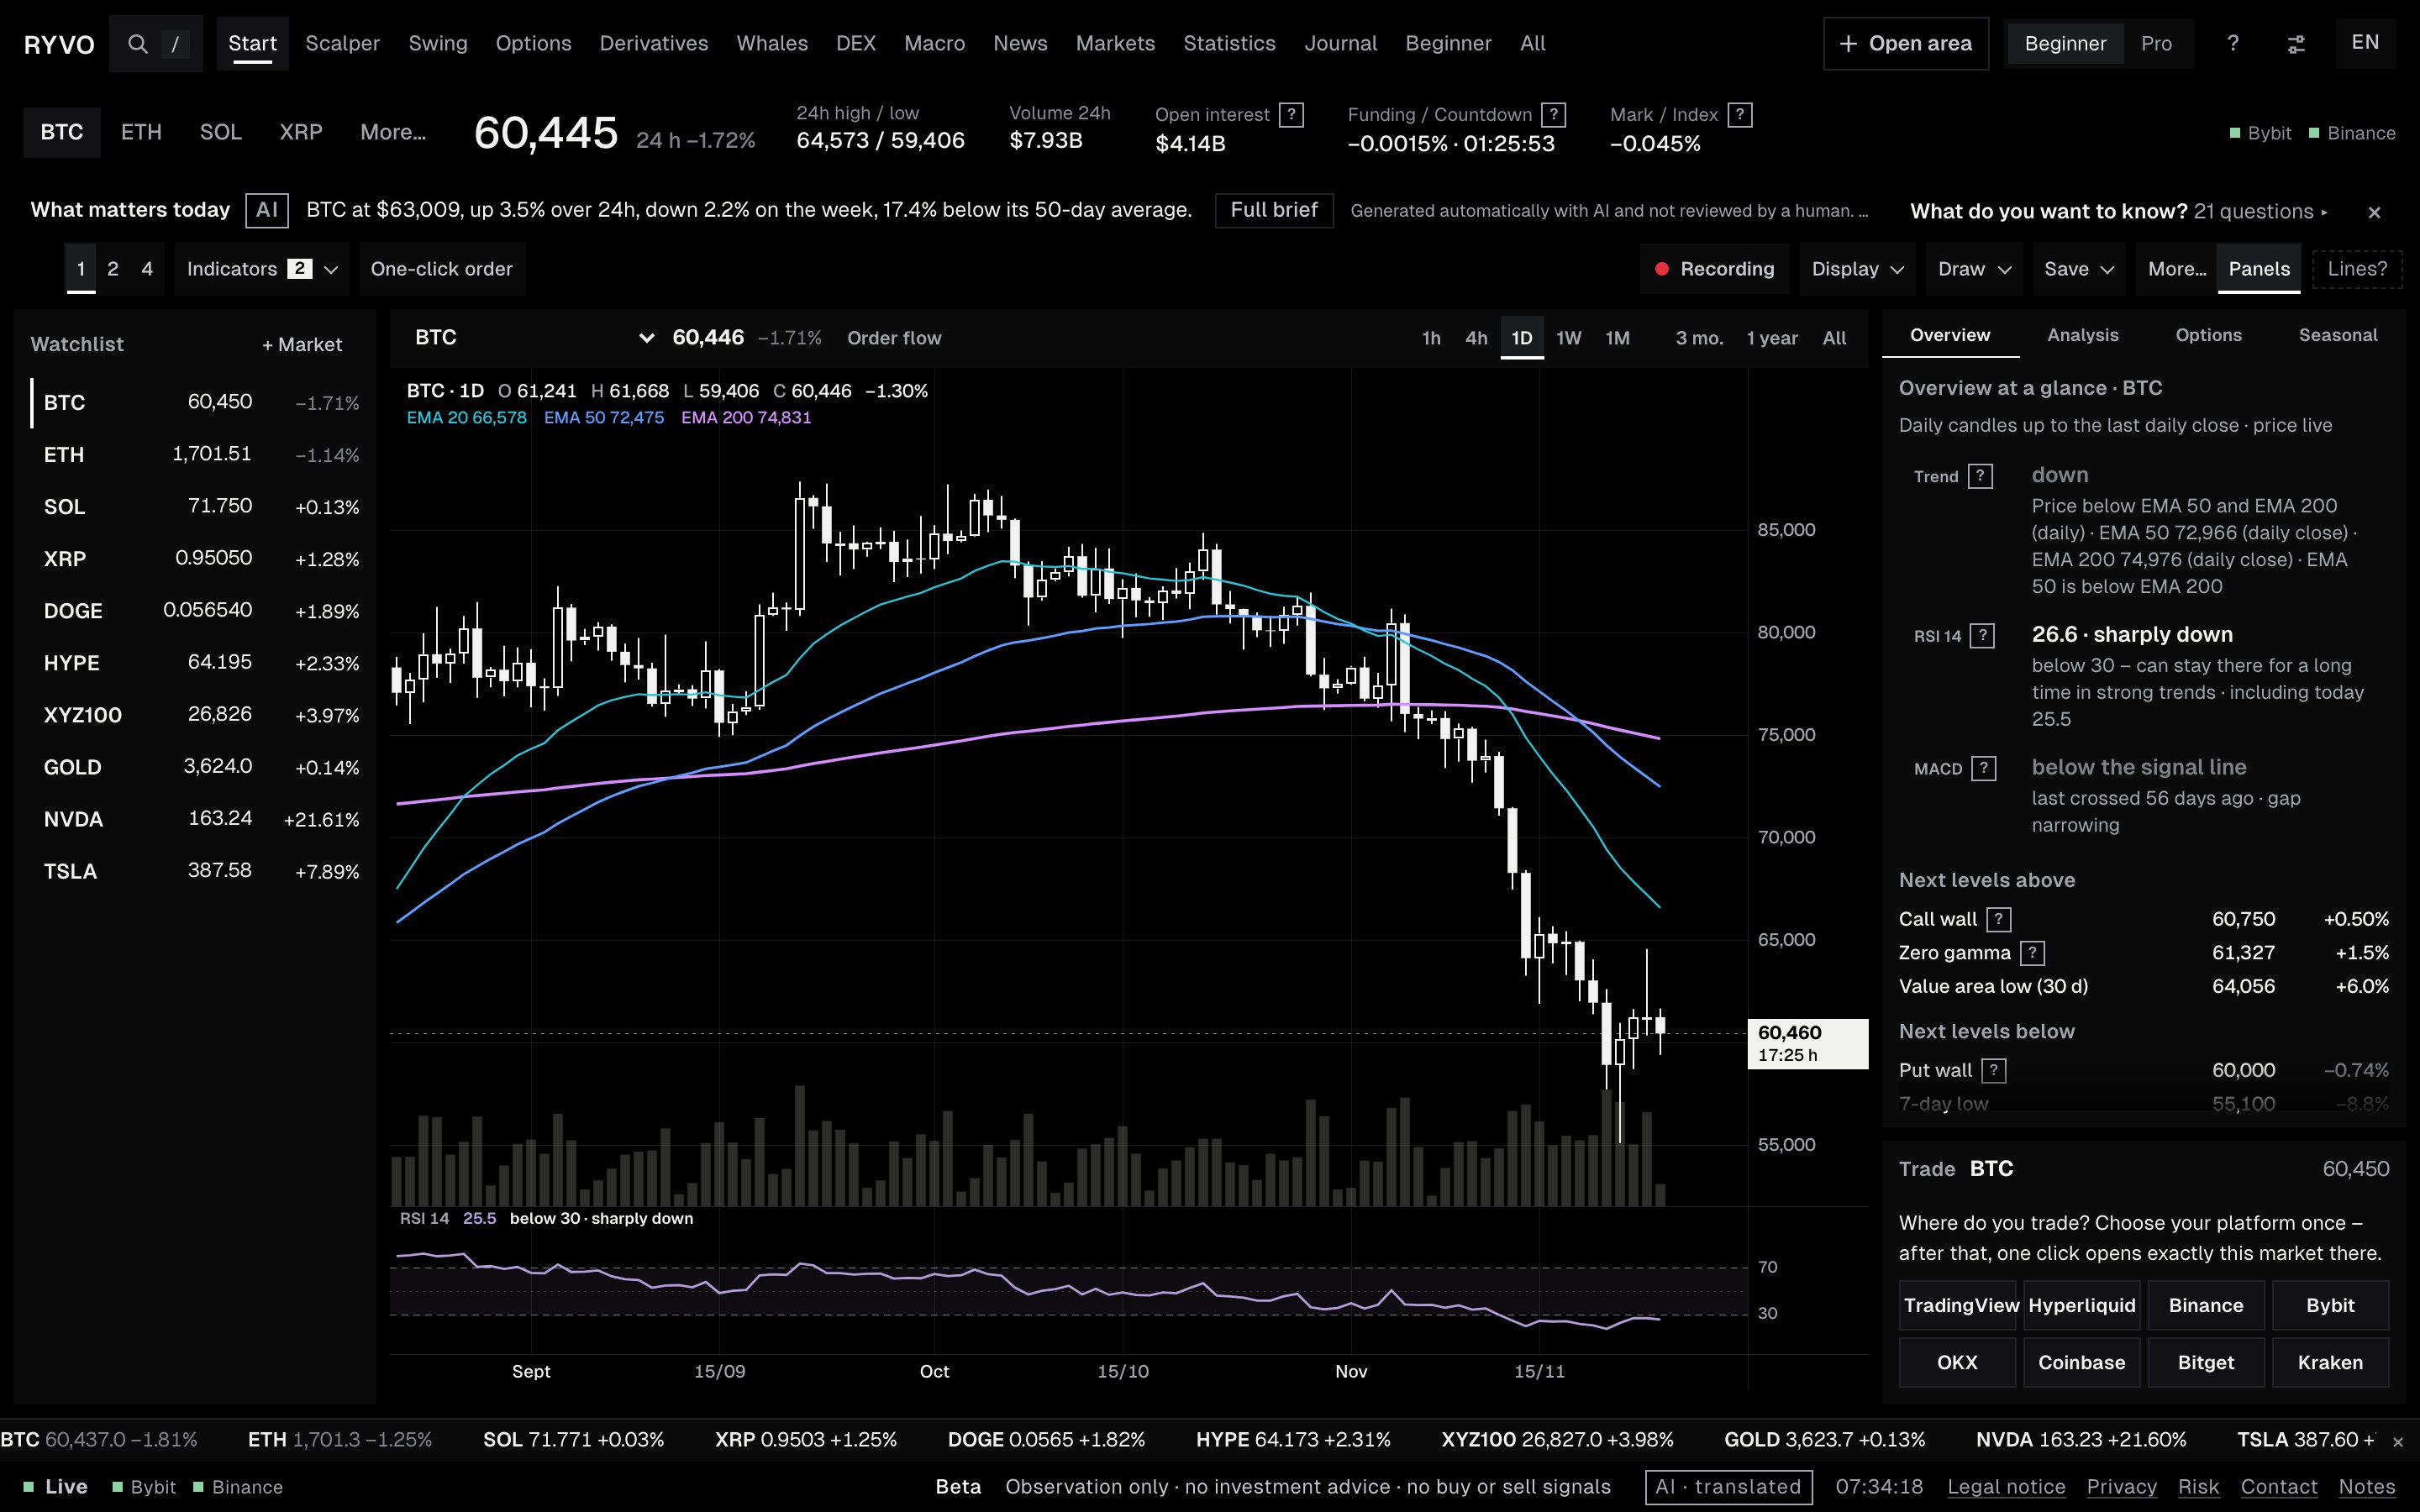 RYVO / Start Scalper Swing Options Derivatives Whales DEX Macro News Markets Statistics Journal Beginner All + Open area Beginner Pro ? EN
BTC ETH SOL XRP More... 60,445 24 h −1.72%
24h high / low
64,573 / 59,406
Volume 24h
$7.93B
Open interest ?
$4.14B
Funding / Countdown ?
−0.0015% · 01:25:53
Mark / Index ?
−0.045%
Bybit Binance
What matters today AI BTC at $63,009, up 3.5% over 24h, down 2.2% on the week, 17.4% below its 50-day average. Full brief Generated automatically with AI and not reviewed by a human. ... What do you want to know? 21 questions ▸ ×
1 2 4 Indicators 2 One-click order Recording Display Draw Save More... Panels Lines?
Watchlist + Market
BTC 60,450 −1.71%
ETH 1,701.51 −1.14%
SOL 71.750 +0.13%
XRP 0.95050 +1.28%
DOGE 0.056540 +1.89%
HYPE 64.195 +2.33%
XYZ100 26,826 +3.97%
GOLD 3,624.0 +0.14%
NVDA 163.24 +21.61%
TSLA 387.58 +7.89%
BTC 60,446 −1.71% Order flow 1h 4h 1D 1W 1M 3 mo. 1 year All
BTC · 1D O 61,241 H 61,668 L 59,406 C 60,446 −1.30%
EMA 20 66,578 EMA 50 72,475 EMA 200 74,831
85,000
80,000
75,000
70,000
65,000
60,460
17:25 h
55,000
RSI 14 25.5 below 30 · sharply down
70
30
Sept 15/09 Oct 15/10 Nov 15/11
Overview Analysis Options Seasonal
Overview at a glance · BTC
Daily candles up to the last daily close · price live
Trend ? down
Price below EMA 50 and EMA 200
(daily) · EMA 50 72,966 (daily close) ·
EMA 200 74,976 (daily close) · EMA
50 is below EMA 200
RSI 14 ? 26.6 · sharply down
below 30 – can stay there for a long
time in strong trends · including today
25.5
MACD ? below the signal line
last crossed 56 days ago · gap
narrowing
Next levels above
Call wall ? 60,750 +0.50%
Zero gamma ? 61,327 +1.5%
Value area low (30 d) 64,056 +6.0%
Next levels below
Put wall ? 60,000 −0.74%
7-day low 55,100 −8.8%
Trade BTC 60,450
Where do you trade? Choose your platform once –
after that, one click opens exactly this market there.
TradingView Hyperliquid Binance Bybit
OKX Coinbase Bitget Kraken
BTC 60,437.0 −1.81% ETH 1,701.3 −1.25% SOL 71.771 +0.03% XRP 0.9503 +1.25% DOGE 0.0565 +1.82% HYPE 64.173 +2.31% XYZ100 26,827.0 +3.98% GOLD 3,623.7 +0.13% NVDA 163.23 +21.60% TSLA 387.60 + ×
Live Bybit Binance Beta Observation only · no investment advice · no buy or sell signals AI · translated 07:34:18 Legal notice Privacy Risk Contact Notes